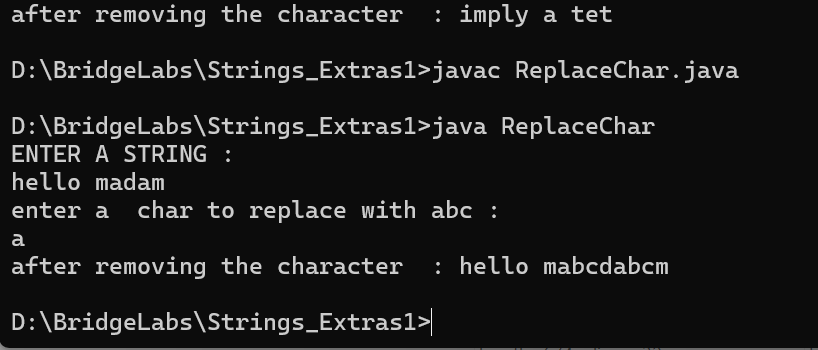 after removing the character  : imply a tet
D:\BridgeLabs\Strings_Extras1>javac ReplaceChar.java
D:\BridgeLabs\Strings_Extras1>java ReplaceChar
ENTER A STRING :
hello madam
enter a  char to replace with abc :
a
after removing the character  : hello mabcdabcm
D:\BridgeLabs\Strings_Extras1>